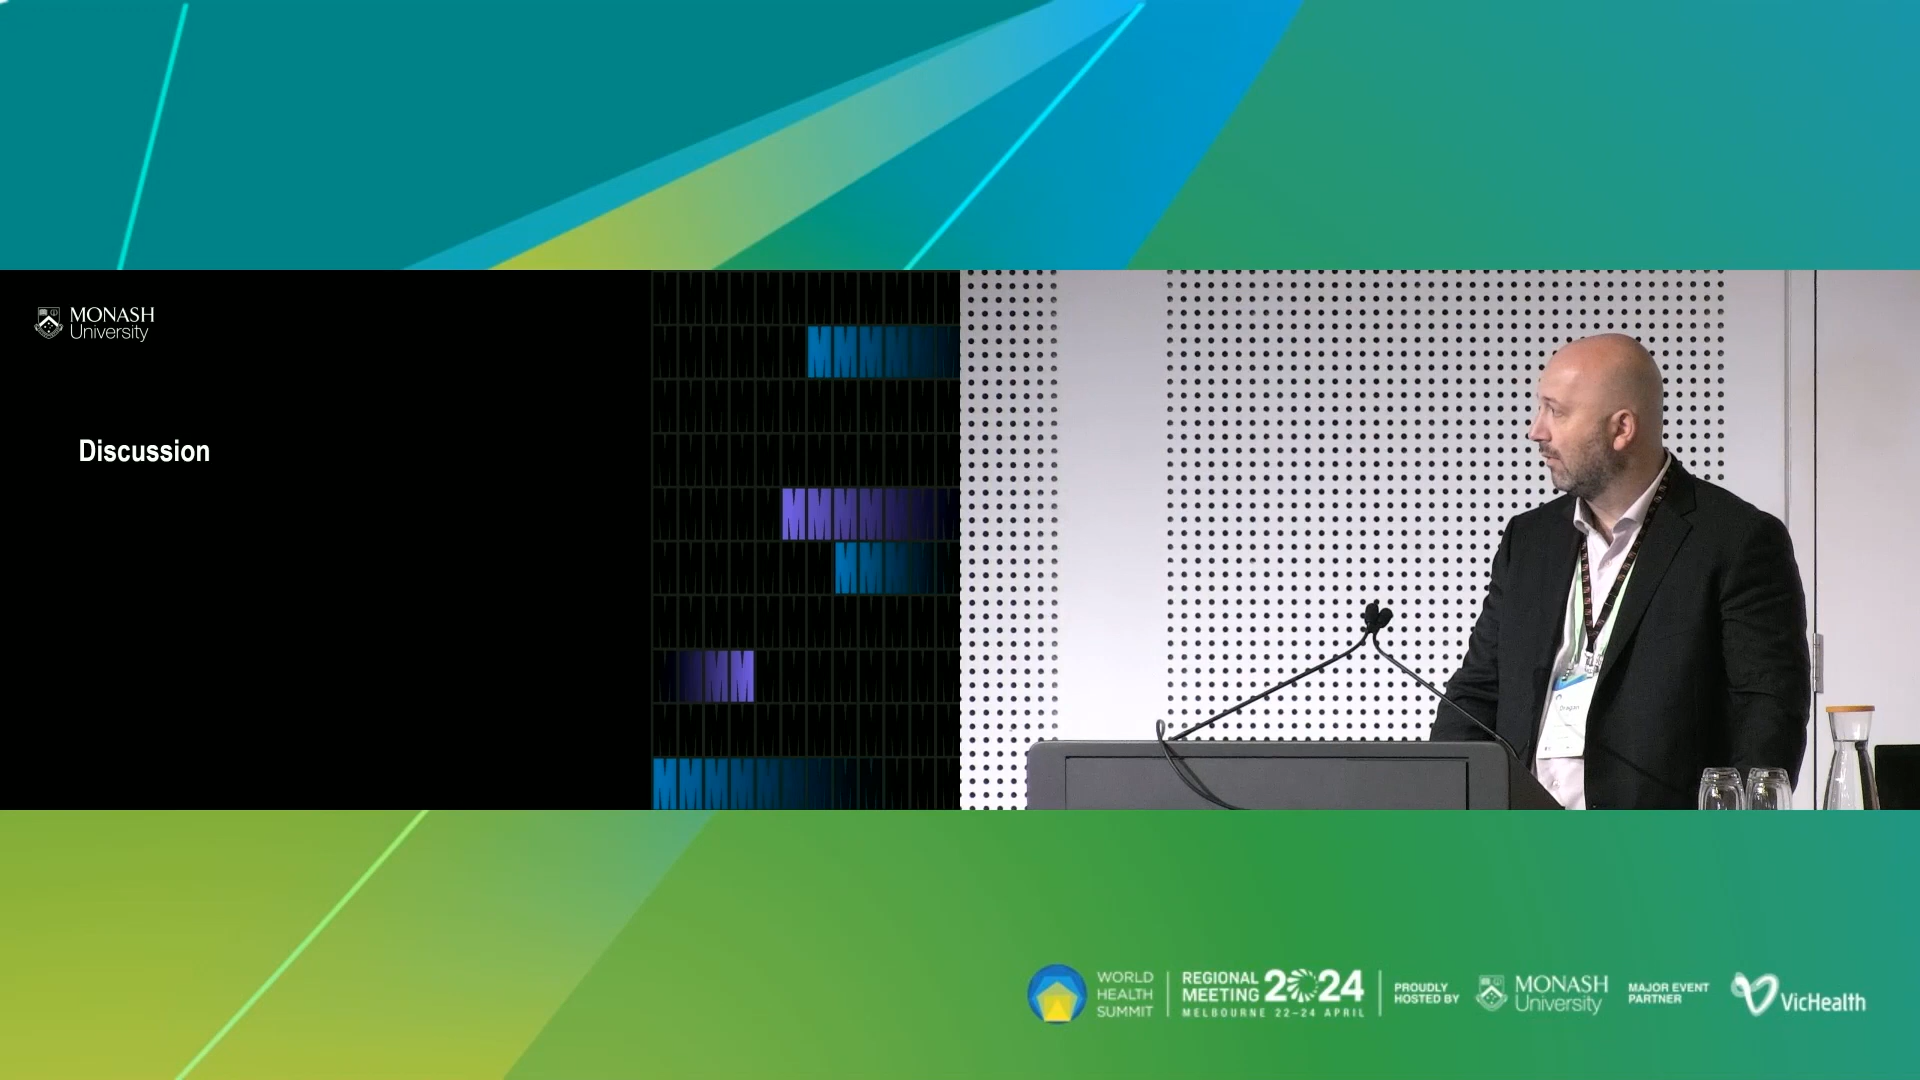 MONASH
University
Discussion
Dragan
WORLD
HEALTH
SUMMIT
REGIONAL
MEETING 2024
MELBOURNE 22–24 APRIL
PROUDLY
HOSTED BY
MONASH
University
MAJOR EVENT
PARTNER
VicHealth